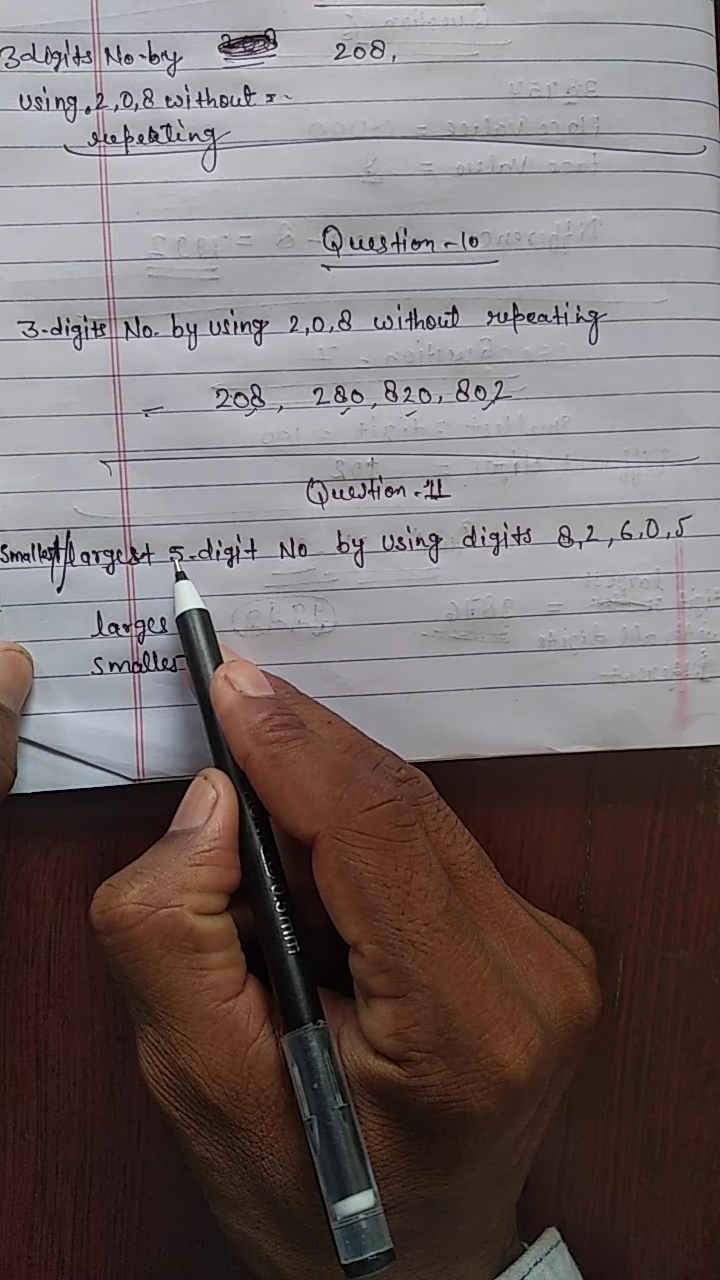 3 digits No. by 208,
using 2,0,8 without =
repeating
Question-10
3-digits No. by using 2,0,8 without repeating
= 208, 280, 820, 802
Question-11
Smallest/largest 5-digit No by using digits 8,2,6,0,5
larges
smalles